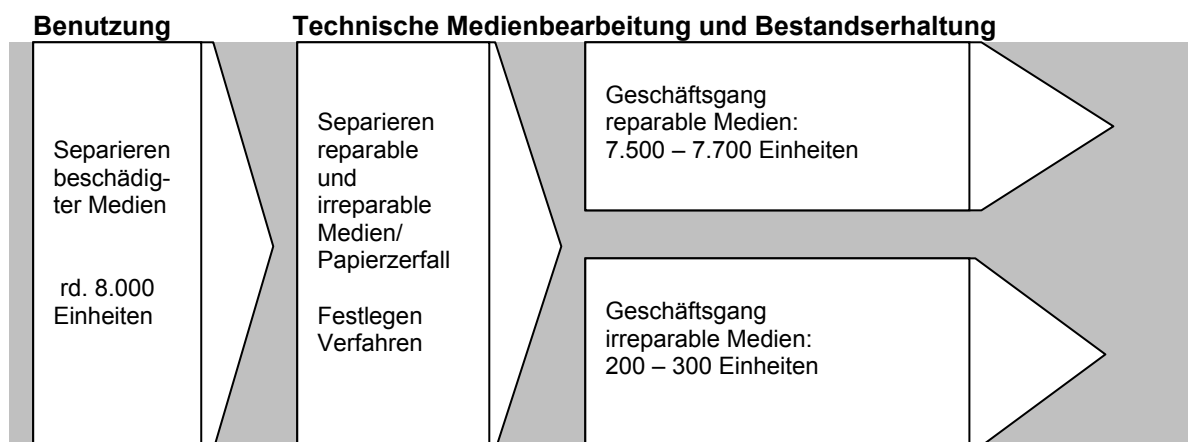 Benutzung
Technische Medienbearbeitung und Bestandserhaltung
Separieren
beschädig-
ter Medien
rd. 8.000
Einheiten
Separieren
reparable
und
irreparable
Medien/
Papierzerfall
Festlegen
Verfahren
Geschäftsgang
reparable Medien:
7.500 – 7.700 Einheiten
Geschäftsgang
irreparable Medien:
200 – 300 Einheiten